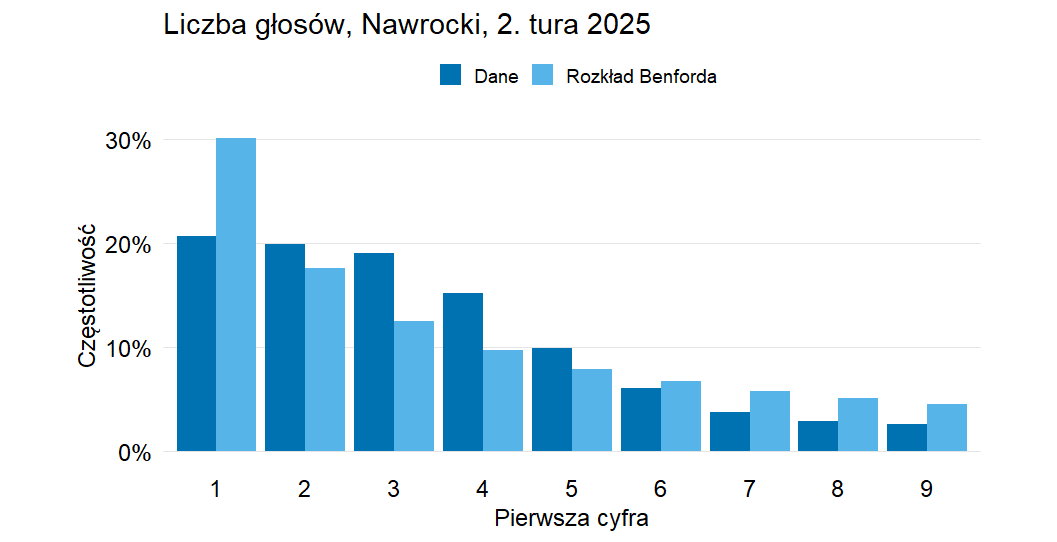 Liczba głosów, Nawrocki, 2. tura 2025
Dane Rozkład Benforda
30%
20%
10%
0%
Częstotliwość
1 2 3 4 5 6 7 8 9
Pierwsza cyfra